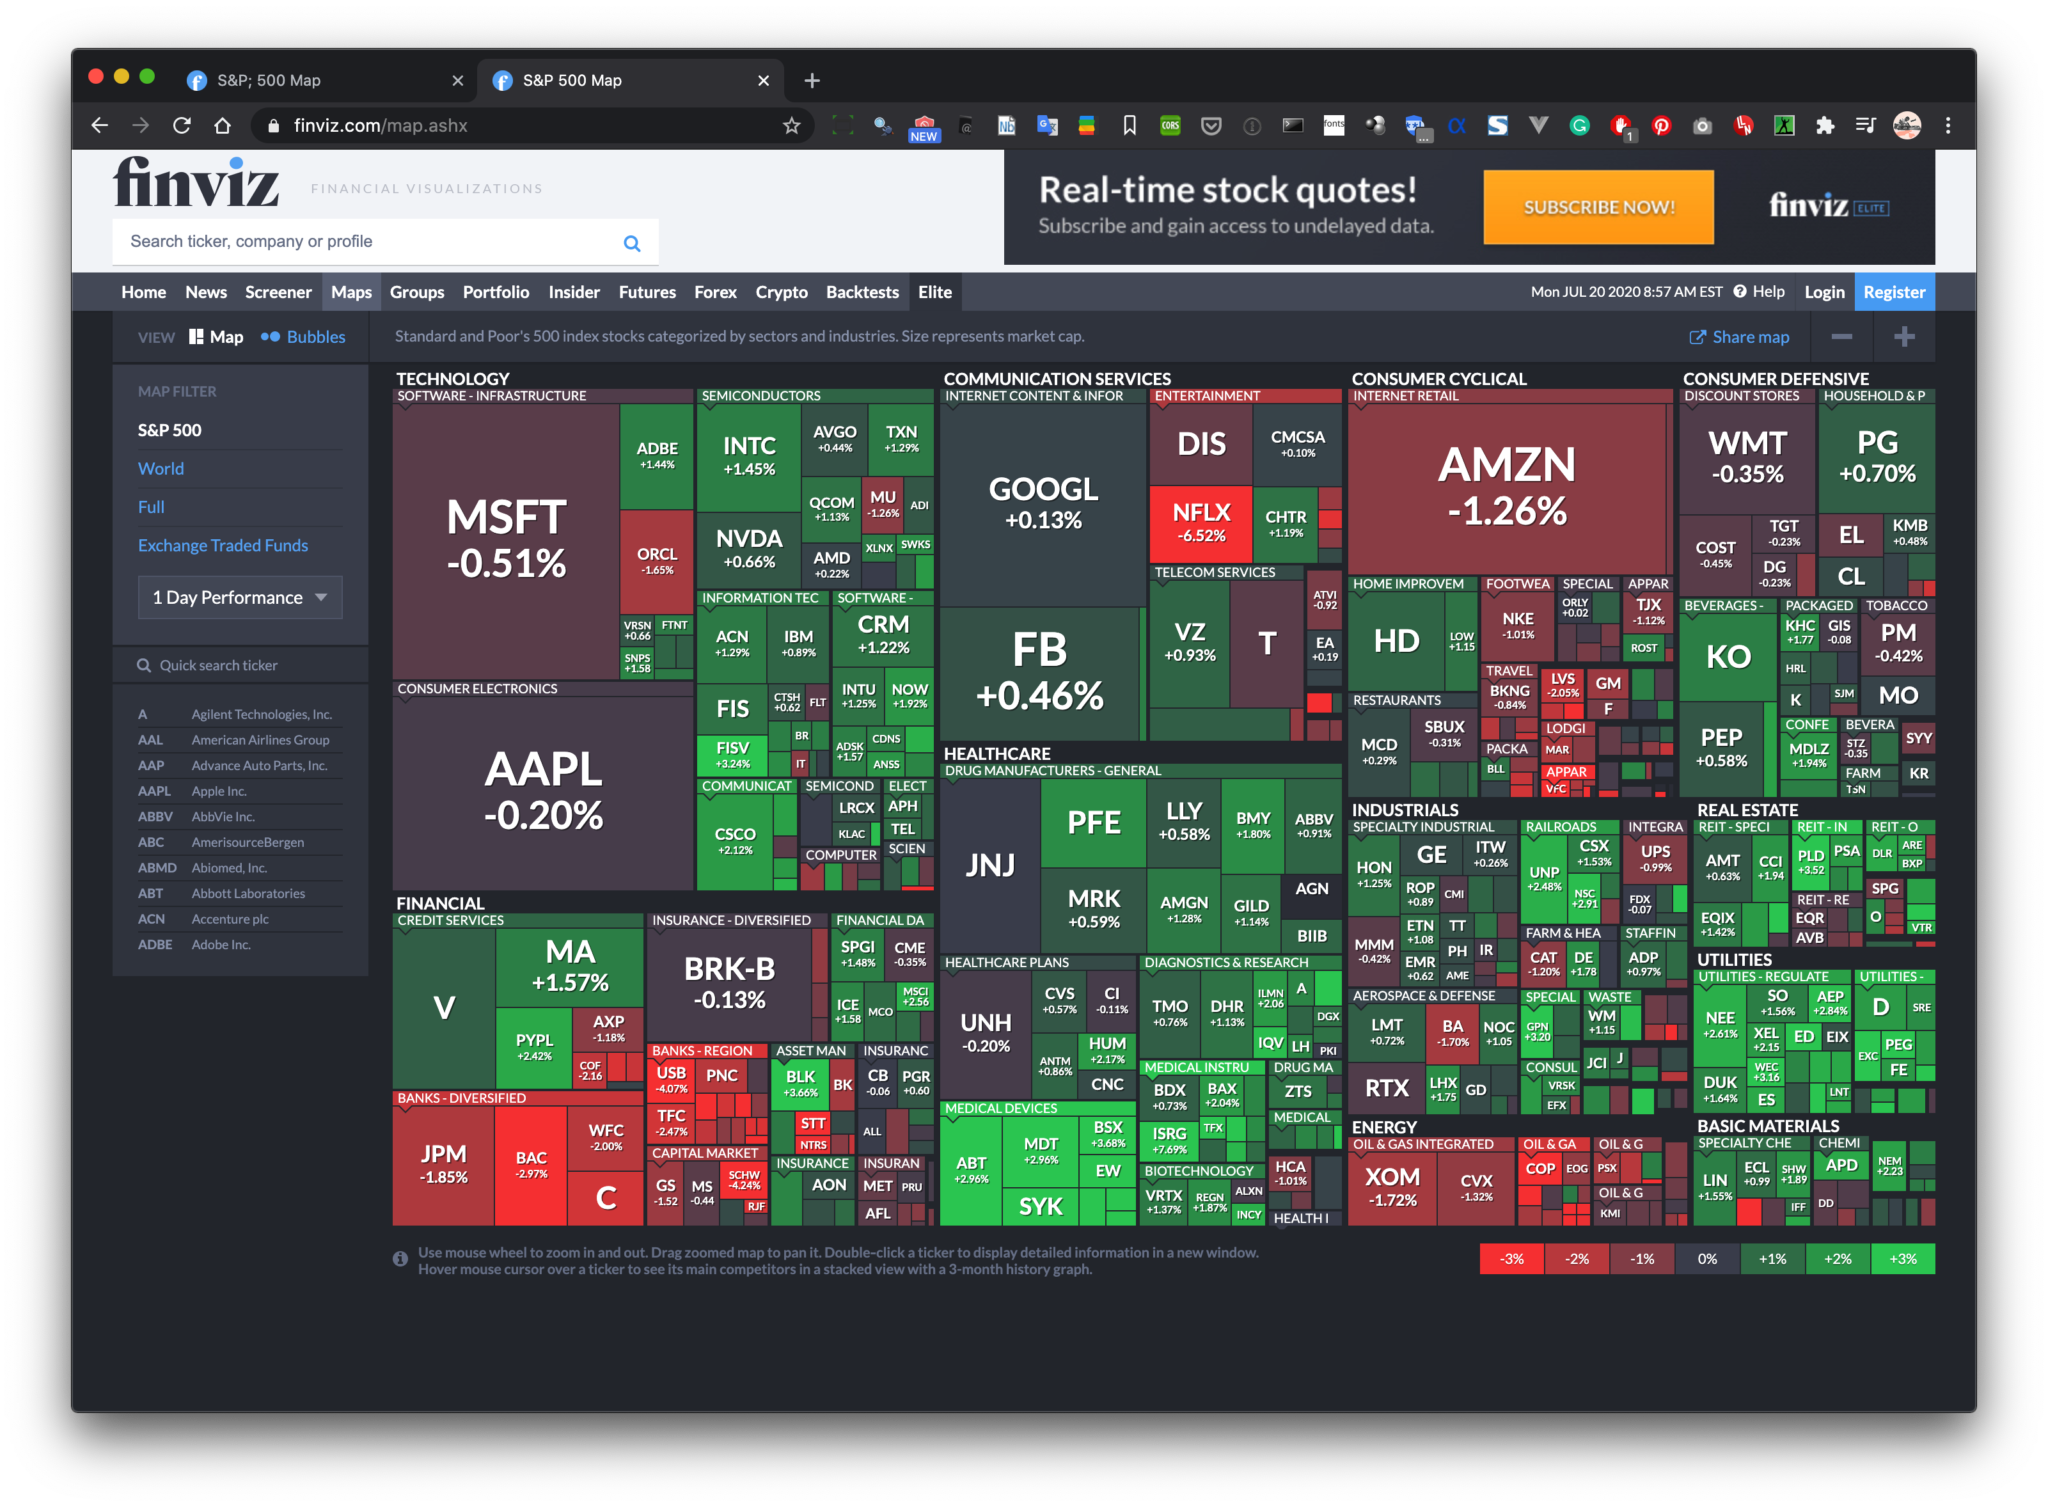 S&P; 500 Map
S&P 500 Map
finviz.com/map.ashx
NEW
Nb
CORS
fonts
1
finviz
FINANCIAL VISUALIZATIONS
Search ticker, company or profile
Real-time stock quotes!
Subscribe and gain access to undelayed data.
SUBSCRIBE NOW!
finviz ELITE
Home News Screener Maps Groups Portfolio Insider Futures Forex Crypto Backtests Elite
Mon JUL 20 2020 8:57 AM EST Help Login Register
VIEW Map Bubbles
Standard and Poor's 500 index stocks categorized by sectors and industries. Size represents market cap.
Share map
MAP FILTER
S&P 500
World
Full
Exchange Traded Funds
1 Day Performance
Quick search ticker
A Agilent Technologies, Inc.
AAL American Airlines Group
AAP Advance Auto Parts, Inc.
AAPL Apple Inc.
ABBV AbbVie Inc.
ABC AmerisourceBergen
ABMD Abiomed, Inc.
ABT Abbott Laboratories
ACN Accenture plc
ADBE Adobe Inc.
TECHNOLOGY
SOFTWARE - INFRASTRUCTURE
MSFT
-0.51%
ADBE
+1.44%
ORCL
-1.65%
VRSN
+0.66
FTNT
SNPS
+1.58
CONSUMER ELECTRONICS
AAPL
-0.20%
SEMICONDUCTORS
INTC
+1.45%
AVGO
+0.44%
TXN
+1.29%
QCOM
+1.13%
MU
-1.26%
ADI
NVDA
+0.66%
AMD
+0.22%
XLNX
SWKS
INFORMATION TEC
ACN
+1.29%
IBM
+0.89%
FIS
CTSH
+0.62
FLT
FISV
+3.24%
BR
IT
SOFTWARE -
CRM
+1.22%
INTU
+1.25%
NOW
+1.92%
ADSK
+1.57
CDNS
ANSS
COMMUNICAT
CSCO
+2.12%
SEMICOND
LRCX
KLAC
ELECT
APH
TEL
COMPUTER
SCIEN
COMMUNICATION SERVICES
INTERNET CONTENT & INFOR
GOOGL
+0.13%
FB
+0.46%
ENTERTAINMENT
DIS
CMCSA
+0.10%
NFLX
-6.52%
CHTR
+1.19%
TELECOM SERVICES
VZ
+0.93%
T
ATVI
-0.92
EA
+0.19
CONSUMER CYCLICAL
INTERNET RETAIL
AMZN
-1.26%
HOME IMPROVEM
HD
LOW
+1.15
FOOTWEA
NKE
-1.01%
SPECIAL
ORLY
+0.02
APPAR
TJX
-1.12%
ROST
RESTAURANTS
MCD
+0.29%
SBUX
-0.31%
TRAVEL
BKNG
-0.84%
LVS
-2.05%
GM
F
PACKA
BLL
LODGI
MAR
APPAR
VFC
CONSUMER DEFENSIVE
DISCOUNT STORES
WMT
-0.35%
COST
-0.45%
TGT
-0.23%
DG
-0.23%
HOUSEHOLD & P
PG
+0.70%
EL
KMB
+0.48%
CL
BEVERAGES -
KO
PEP
+0.58%
PACKAGED
KHC
+1.77
GIS
-0.08
HRL
K
SJM
TOBACCO
PM
-0.42%
MO
CONFE
MDLZ
+1.94%
BEVERA
STZ
-0.35
SYY
FARM
TSN
KR
FINANCIAL
CREDIT SERVICES
V
MA
+1.57%
PYPL
+2.42%
AXP
-1.18%
COF
-2.16
BANKS - DIVERSIFIED
JPM
-1.85%
BAC
-2.97%
WFC
-2.00%
C
INSURANCE - DIVERSIFIED
BRK-B
-0.13%
FINANCIAL DA
SPGI
+1.48%
CME
-0.35%
ICE
+1.58
MCO
MSCI
+2.56
BANKS - REGION
USB
-4.07%
PNC
TFC
-2.47%
ASSET MAN
BLK
+3.66%
BK
STT
NTRS
INSURANC
CB
-0.06
PGR
+0.60
ALL
CAPITAL MARKET
GS
-1.52
MS
-0.44
SCHW
-4.24%
RJF
INSURANCE
AON
INSURAN
MET
PRU
AFL
HEALTHCARE
DRUG MANUFACTURERS - GENERAL
JNJ
PFE
LLY
+0.58%
BMY
+1.80%
ABBV
+0.91%
MRK
+0.59%
AMGN
+1.28%
GILD
+1.14%
AGN
BIIB
HEALTHCARE PLANS
UNH
-0.20%
CVS
+0.57%
CI
-0.11%
ANTM
+0.86%
HUM
+2.17%
CNC
DIAGNOSTICS & RESEARCH
TMO
+0.76%
DHR
+1.13%
ILMN
+2.06
A
DGX
IQV
LH
PKI
MEDICAL DEVICES
ABT
+2.96%
MDT
+2.96%
BSX
+3.68%
EW
SYK
MEDICAL INSTRU
BDX
+0.73%
BAX
+2.04%
ISRG
+7.69%
TFX
DRUG MA
ZTS
MEDICAL
BIOTECHNOLOGY
VRTX
+1.37%
REGN
+1.87%
ALXN
INCY
HCA
-1.01%
HEALTH I
INDUSTRIALS
SPECIALTY INDUSTRIAL
HON
+1.25%
GE
ITW
+0.26%
ROP
+0.89
CMI
MMM
-0.42%
ETN
+1.08
TT
EMR
+0.62
PH
IR
AME
RAILROADS
UNP
+2.48%
CSX
+1.53%
NSC
+2.91
INTEGRA
UPS
-0.99%
FDX
-0.07
FARM & HEA
CAT
-1.20%
DE
+1.78
STAFFIN
ADP
+0.97%
AEROSPACE & DEFENSE
LMT
+0.72%
BA
-1.70%
NOC
+1.05
RTX
LHX
+1.75
GD
SPECIAL
GPN
+3.20
WASTE
WM
+1.15
CONSUL
VRSK
EFX
JCI
J
REAL ESTATE
REIT - SPECI
AMT
+0.63%
CCI
+1.94
EQIX
+1.42%
REIT - IN
PLD
+3.52
PSA
REIT - O
DLR
ARE
BXP
REIT - RE
EQR
AVB
SPG
O
VTR
UTILITIES
UTILITIES - REGULATE
NEE
+2.61%
SO
+1.56%
AEP
+2.84%
XEL
+2.15
ED
EIX
DUK
+1.64%
WEC
+3.16
ES
LNT
UTILITIES -
D
SRE
EXC
PEG
FE
ENERGY
OIL & GAS INTEGRATED
XOM
-1.72%
CVX
-1.32%
OIL & GA
COP
EOG
OIL & G
PSX
OIL & G
KMI
BASIC MATERIALS
SPECIALTY CHE
LIN
+1.55%
ECL
+0.99
SHW
+1.89
IFF
CHEMI
APD
DD
NEM
+2.23
Use mouse wheel to zoom in and out. Drag zoomed map to pan it. Double-click a ticker to display detailed information in a new window.
Hover mouse cursor over a ticker to see its main competitors in a stacked view with a 3-month history graph.
-3% -2% -1% 0% +1% +2% +3%